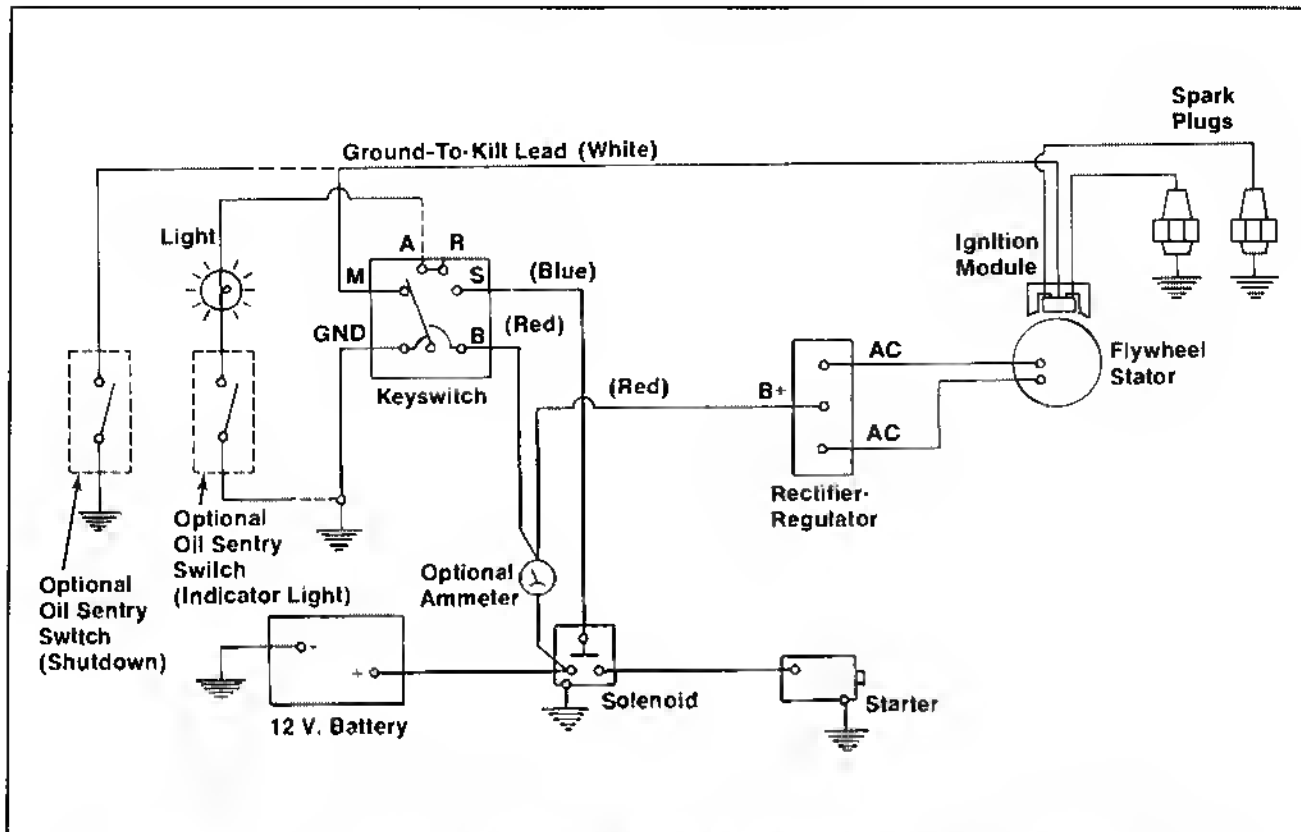 Spark
Plugs
Ground-To-Kill Lead (White)
Light
A
R
M
S
(Blue)
Ignition
Module
GND
B
(Red)
Keyswitch
(Red)
B+
AC
AC
Flywheel
Stator
Rectifier-
Regulator
Optional
Oil Sentry
Switch
(Indicator Light)
Optional
Oil Sentry
Switch
(Shutdown)
Optional
Ammeter
-
+
12 V. Battery
Solenoid
Starter